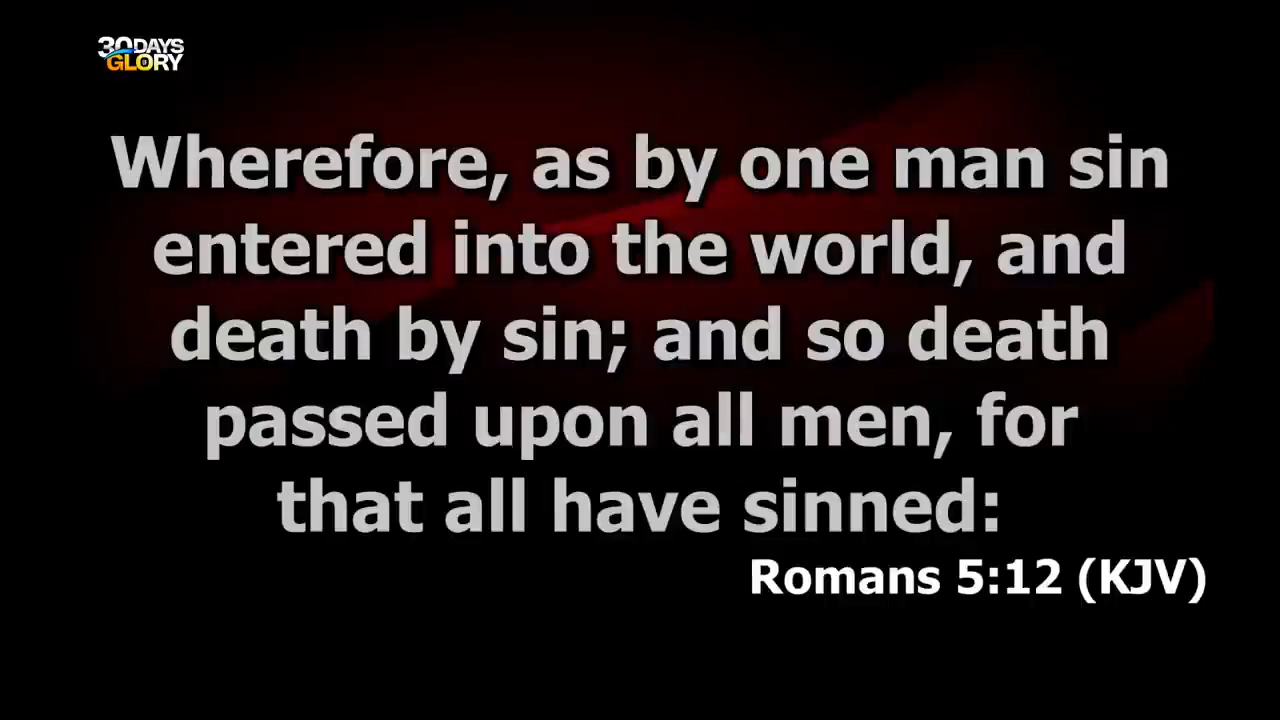 30DAYS
GLORY
Wherefore, as by one man sin
entered into the world, and
death by sin; and so death
passed upon all men, for
that all have sinned:
Romans 5:12 (KJV)